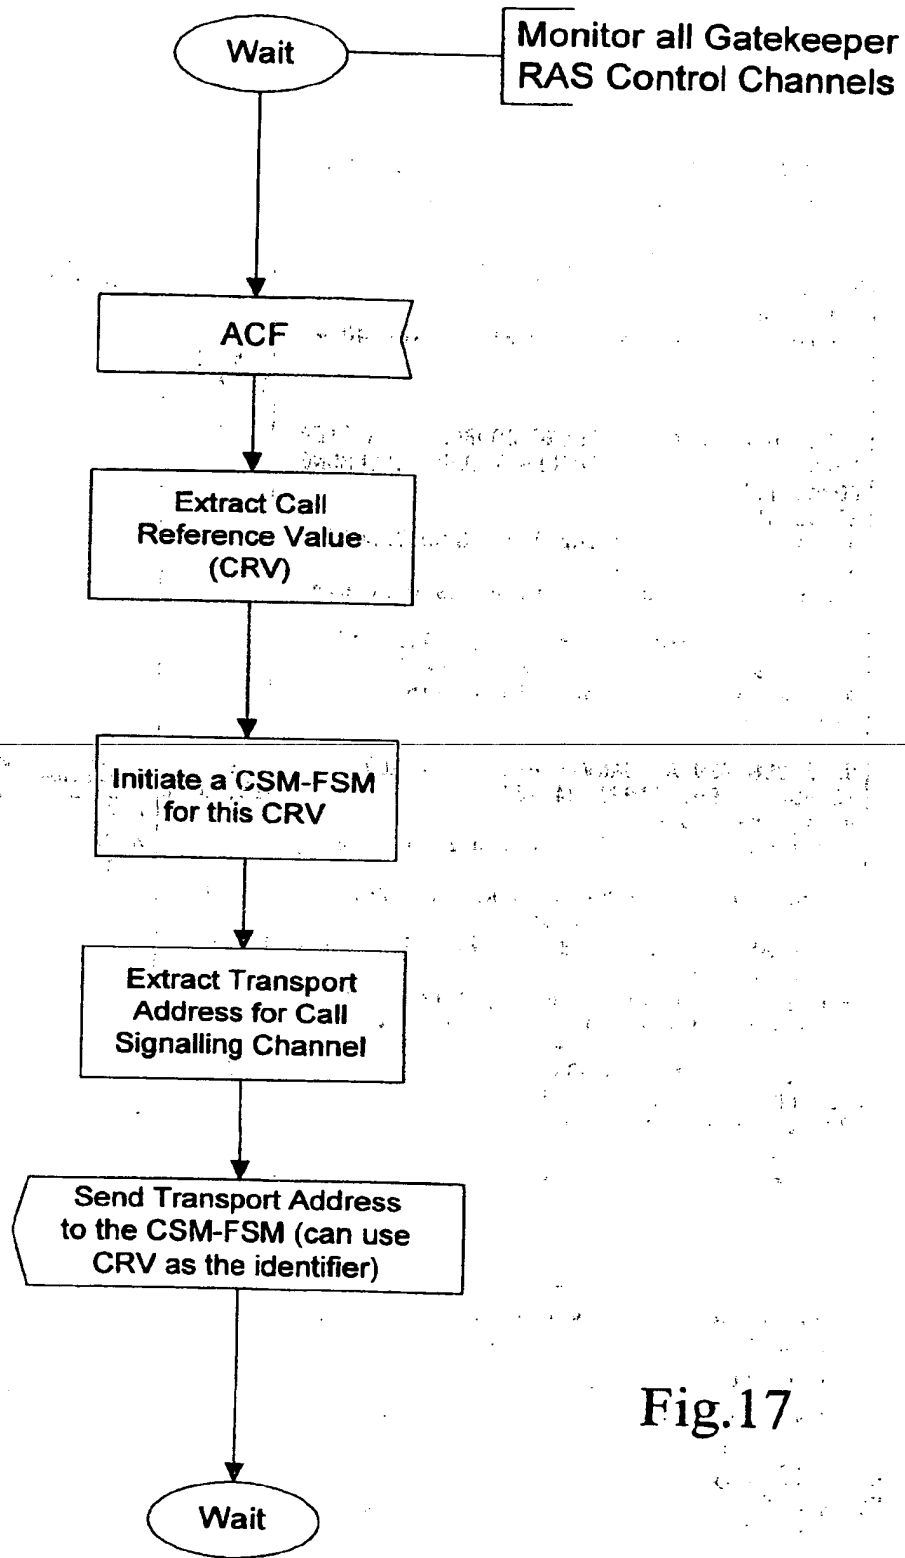 Wait
Monitor all Gatekeeper
RAS Control Channels
ACF
Extract Call
Reference Value
(CRV)
Initiate a CSM-FSM
for this CRV
Extract Transport
Address for Call
Signalling Channel
Send Transport Address
to the CSM-FSM (can use
CRV as the identifier)
Fig.17
Wait